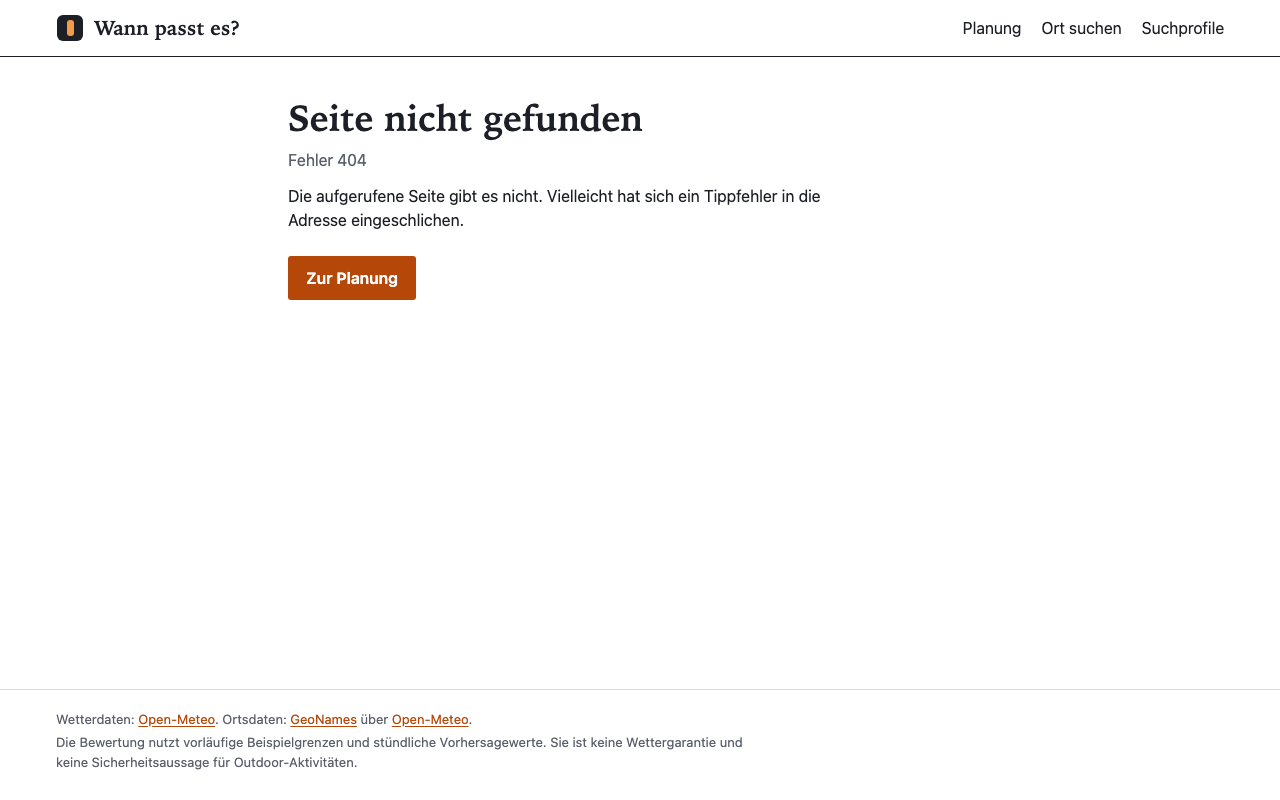 Wann passt es?
Planung
Ort suchen
Suchprofile
Seite nicht gefunden
Fehler 404
Die aufgerufene Seite gibt es nicht. Vielleicht hat sich ein Tippfehler in die
Adresse eingeschlichen.
Zur Planung
Wetterdaten: Open-Meteo. Ortsdaten: GeoNames über Open-Meteo.
Die Bewertung nutzt vorläufige Beispielgrenzen und stündliche Vorhersagewerte. Sie ist keine Wettergarantie und
keine Sicherheitsaussage für Outdoor-Aktivitäten.